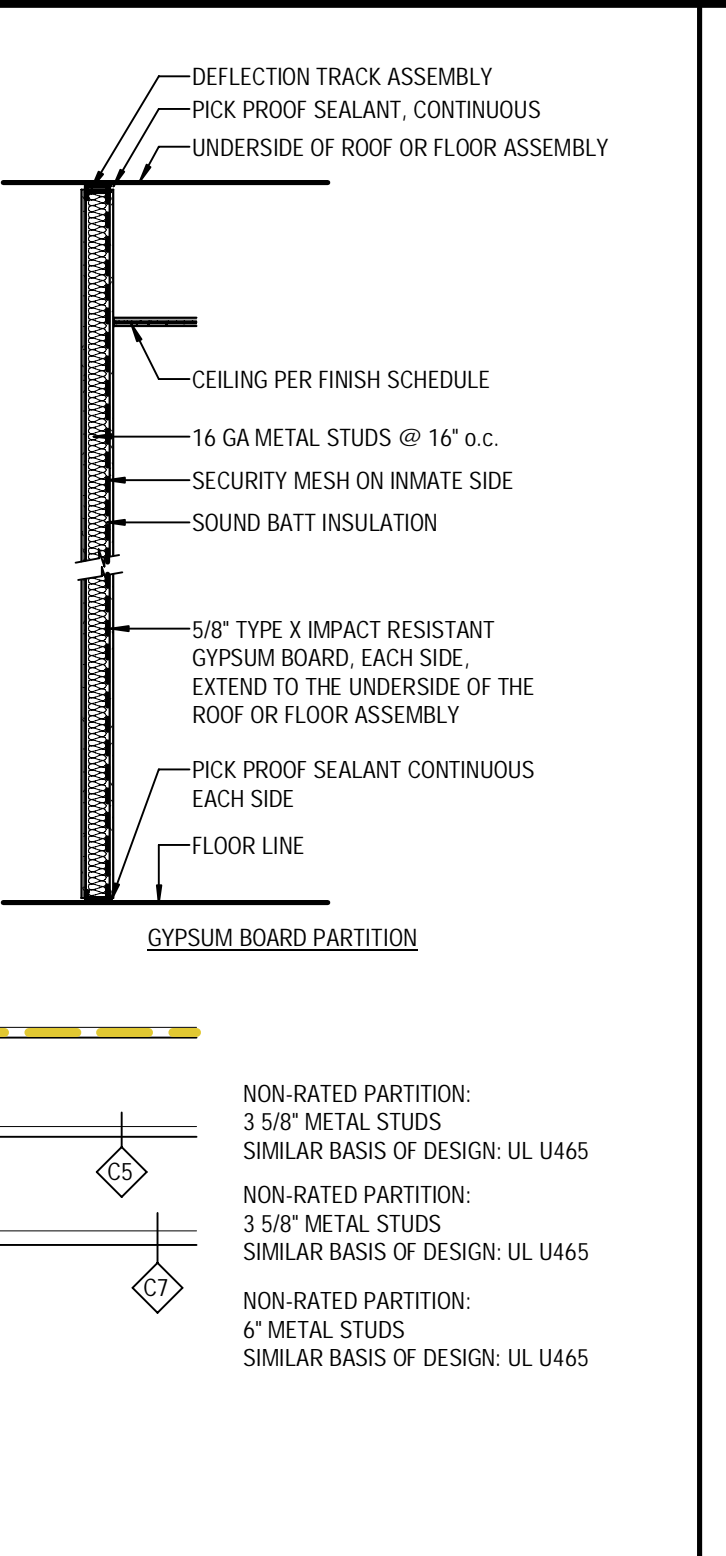 DEFLECTION TRACK ASSEMBLY
PICK PROOF SEALANT, CONTINUOUS
UNDERSIDE OF ROOF OR FLOOR ASSEMBLY
CEILING PER FINISH SCHEDULE
16 GA METAL STUDS @ 16" o.c.
SECURITY MESH ON INMATE SIDE
SOUND BATT INSULATION
5/8" TYPE X IMPACT RESISTANT
GYPSUM BOARD, EACH SIDE,
EXTEND TO THE UNDERSIDE OF THE
ROOF OR FLOOR ASSEMBLY
PICK PROOF SEALANT CONTINUOUS
EACH SIDE
FLOOR LINE
GYPSUM BOARD PARTITION
NON-RATED PARTITION:
3 5/8" METAL STUDS
SIMILAR BASIS OF DESIGN: UL U465
C5
NON-RATED PARTITION:
3 5/8" METAL STUDS
SIMILAR BASIS OF DESIGN: UL U465
C7
NON-RATED PARTITION:
6" METAL STUDS
SIMILAR BASIS OF DESIGN: UL U465